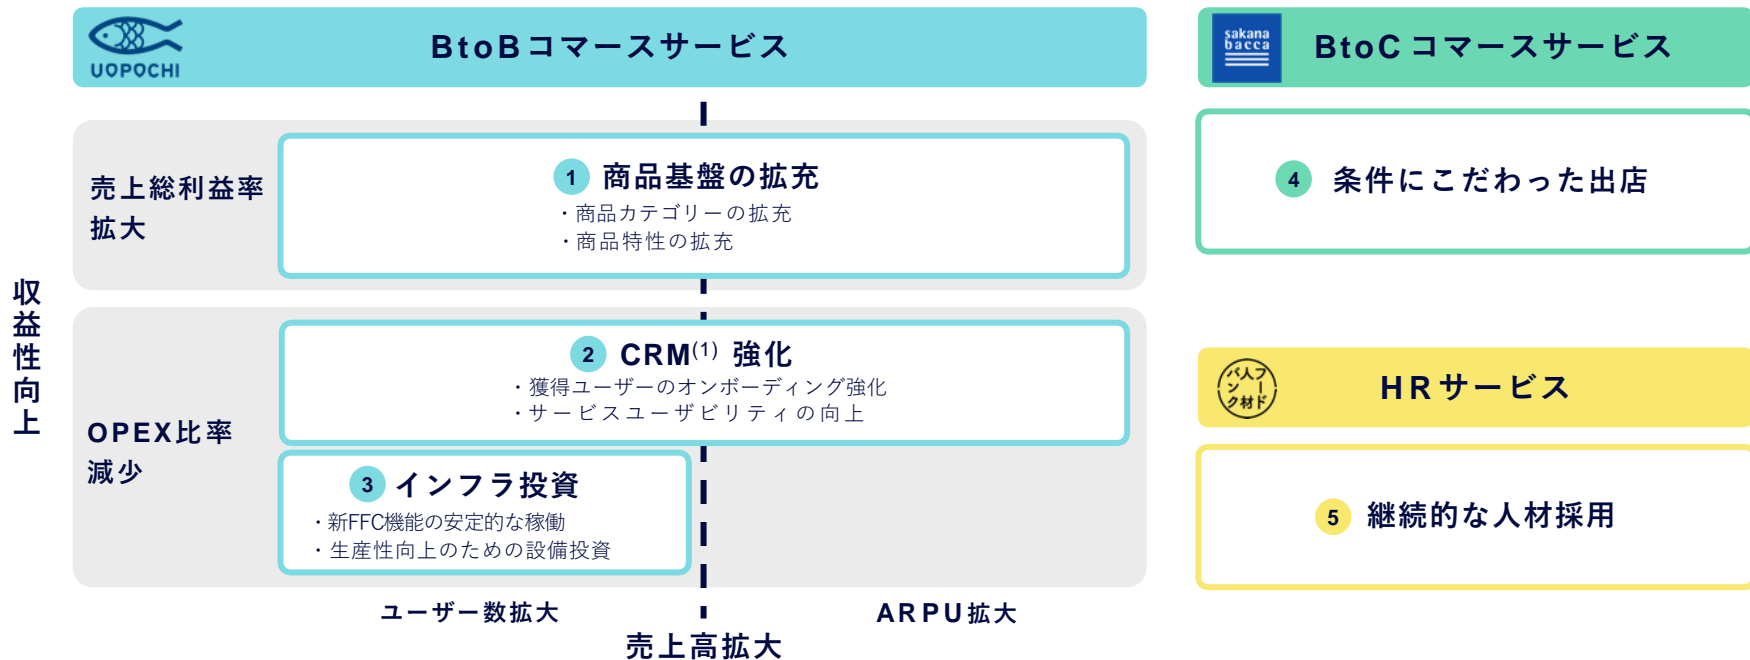 UOPOCHI
BtoBコマースサービス
売上総利益率
拡大
1 商品基盤の拡充
・商品カテゴリーの拡充
・商品特性の拡充
収益性向上
OPEX比率
減少
2 CRM(1) 強化
・獲得ユーザーのオンボーディング強化
・サービスユーザビリティの向上
3 インフラ投資
・新FFC機能の安定的な稼働
・生産性向上のための設備投資
ユーザー数拡大
ARPU拡大
売上高拡大
sakana
bacca
BtoC コマースサービス
4 条件にこだわった出店
フード
人材
バンク
HRサービス
5 継続的な人材採用